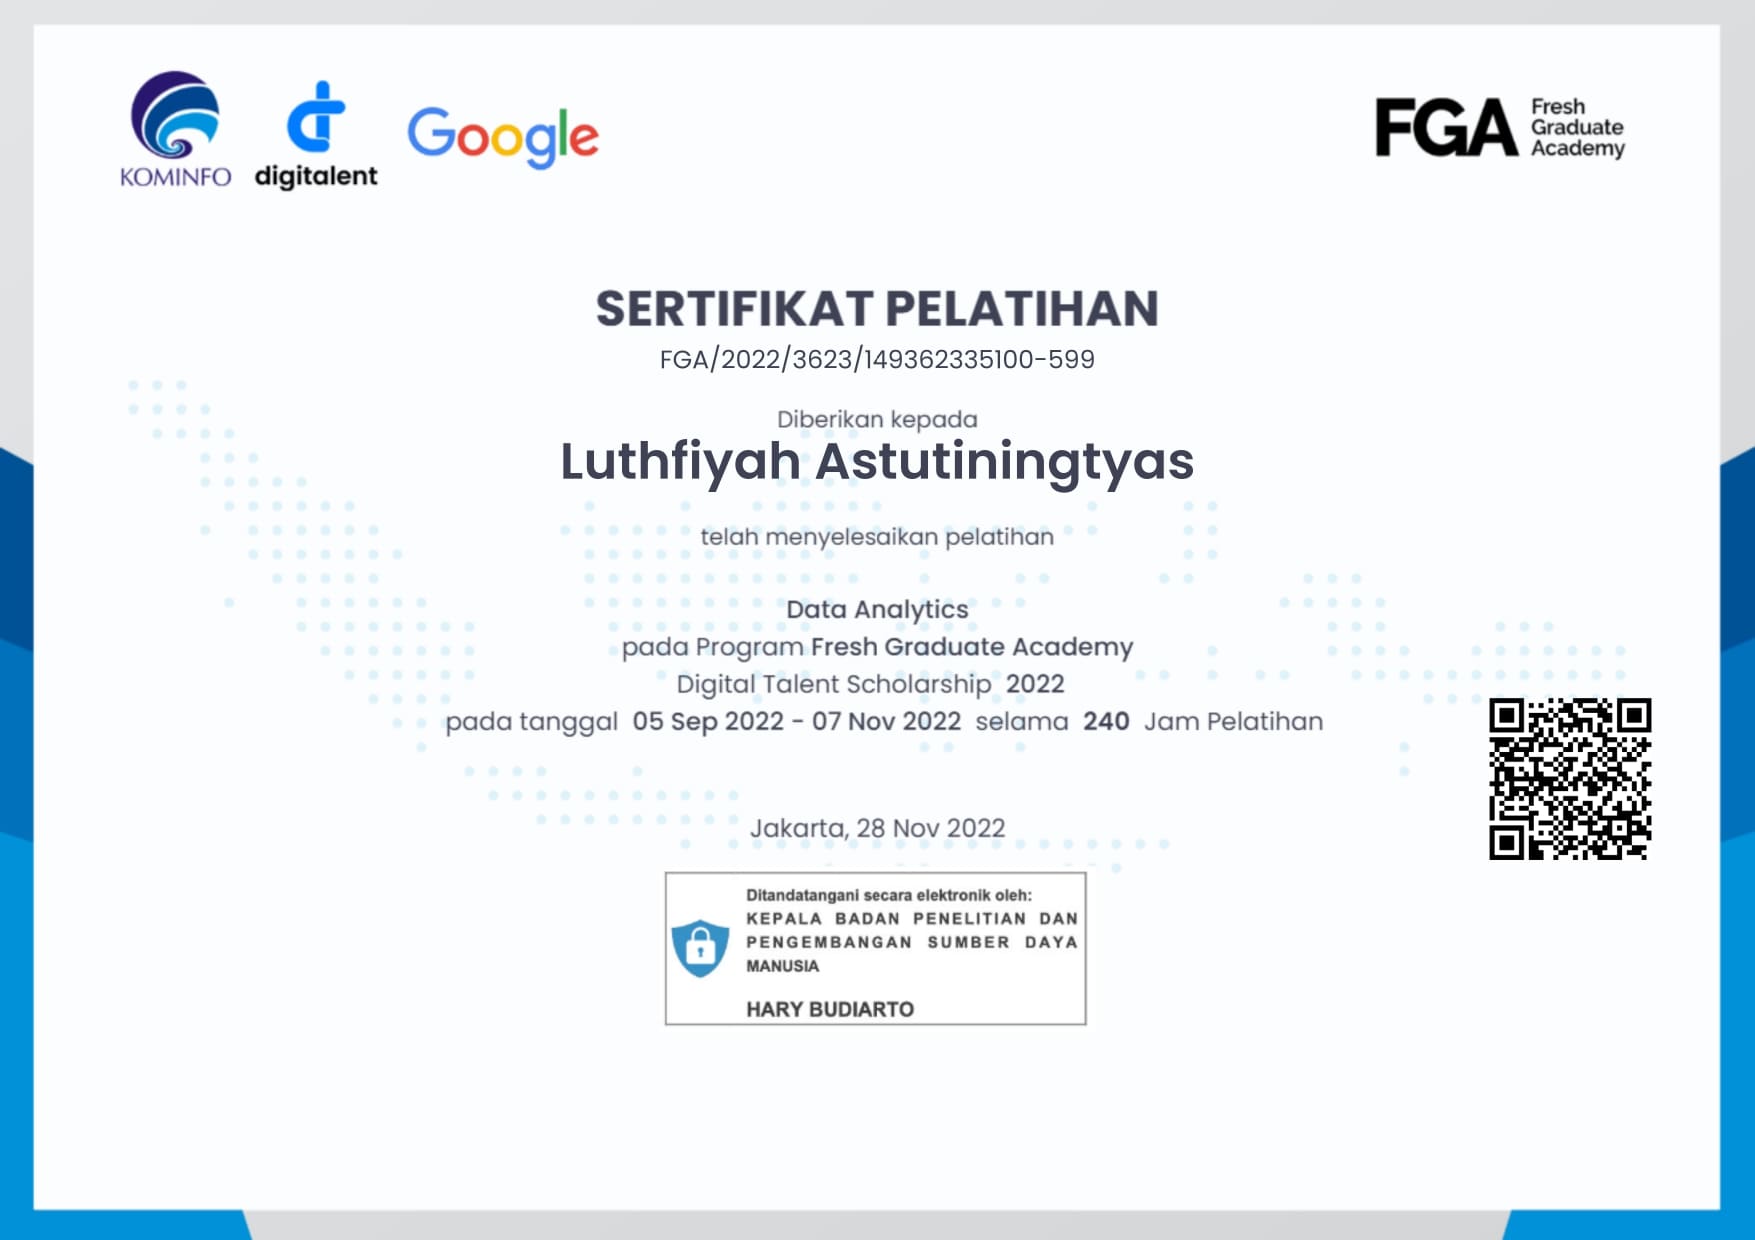 KOMINFO
digitalent
Google
FGA
Fresh
Graduate
Academy
SERTIFIKAT PELATIHAN
FGA/2022/3623/149362335100-599
Diberikan kepada
Luthfiyah Astutiningtyas
telah menyelesaikan pelatihan
Data Analytics
pada Program Fresh Graduate Academy
Digital Talent Scholarship 2022
pada tanggal 05 Sep 2022 - 07 Nov 2022 selama 240 Jam Pelatihan
Jakarta, 28 Nov 2022
Ditandatangani secara elektronik oleh:
KEPALA BADAN PENELITIAN DAN
PENGEMBANGAN SUMBER DAYA
MANUSIA
HARY BUDIARTO